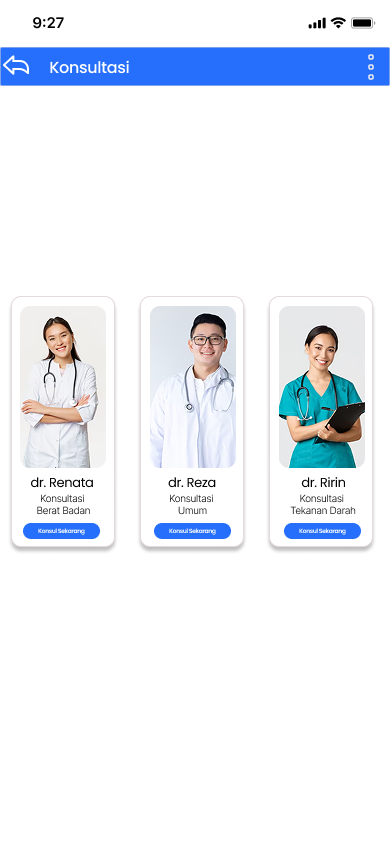 9:27
Konsultasi
dr. Renata
Konsultasi
Berat Badan
Konsul Sekarang
dr. Reza
Konsultasi
Umum
Konsul Sekarang
dr. Ririn
Konsultasi
Tekanan Darah
Konsul Sekarang